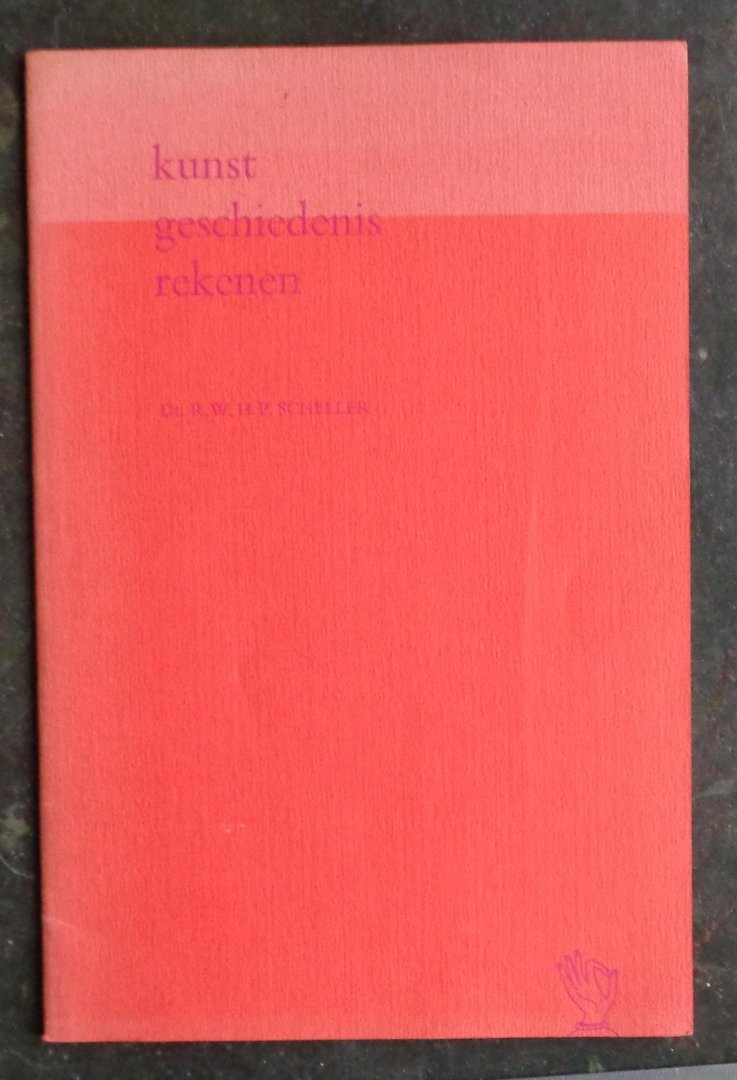 kunst
geschiedenis
rekenen
Dr. R. W. H. P. SCHELLER